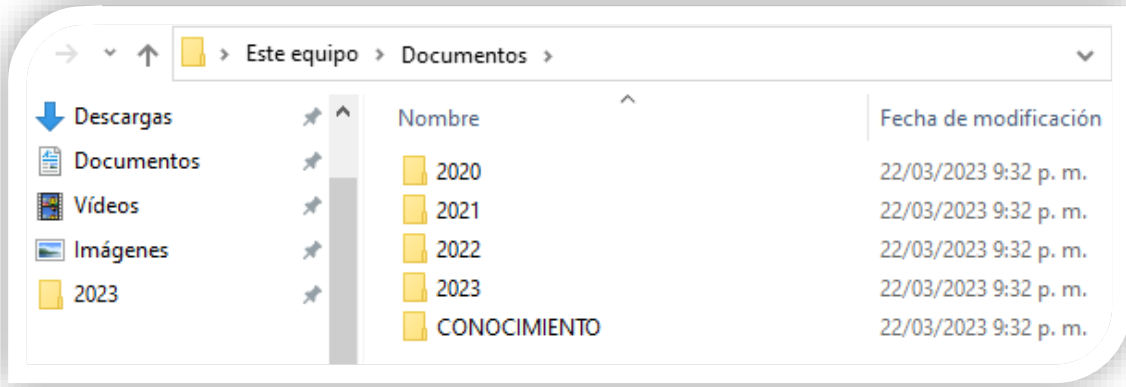 Este equipo > Documentos >
Descargas
Documentos
Vídeos
Imágenes
2023
Nombre Fecha de modificación
2020 22/03/2023 9:32 p. m.
2021 22/03/2023 9:32 p. m.
2022 22/03/2023 9:32 p. m.
2023 22/03/2023 9:32 p. m.
CONOCIMIENTO 22/03/2023 9:32 p. m.